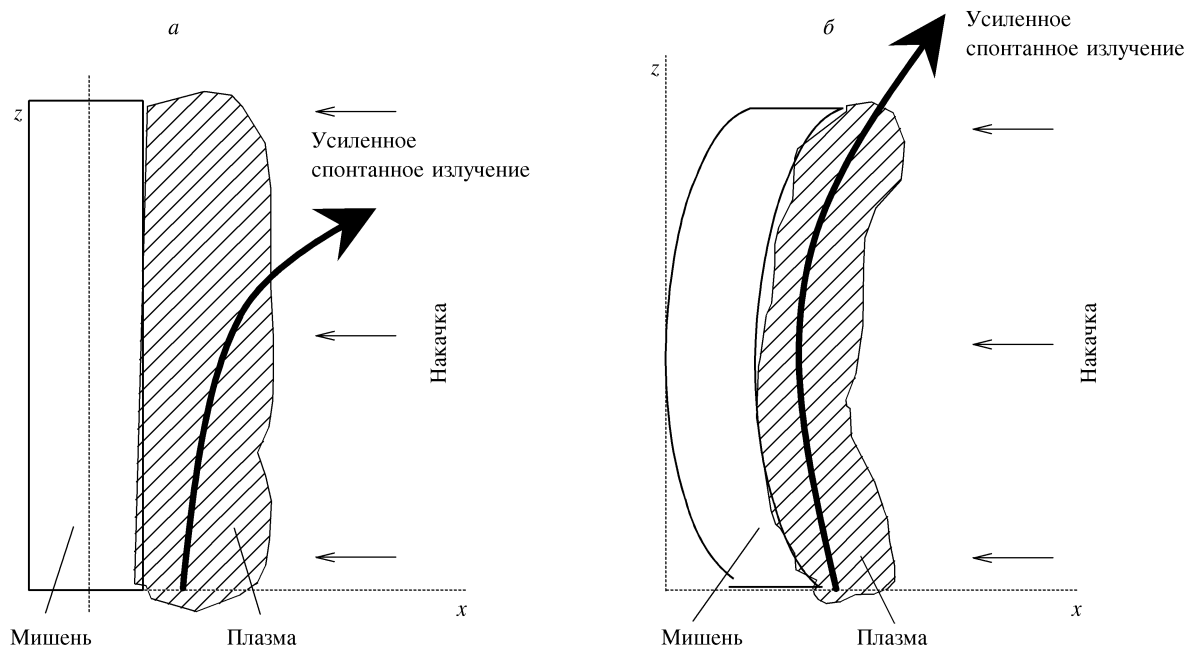 а
z
Усиленное
спонтанное излучение
Накачка
x
Мишень
Плазма
б
Усиленное
спонтанное излучение
z
Накачка
x
Мишень
Плазма